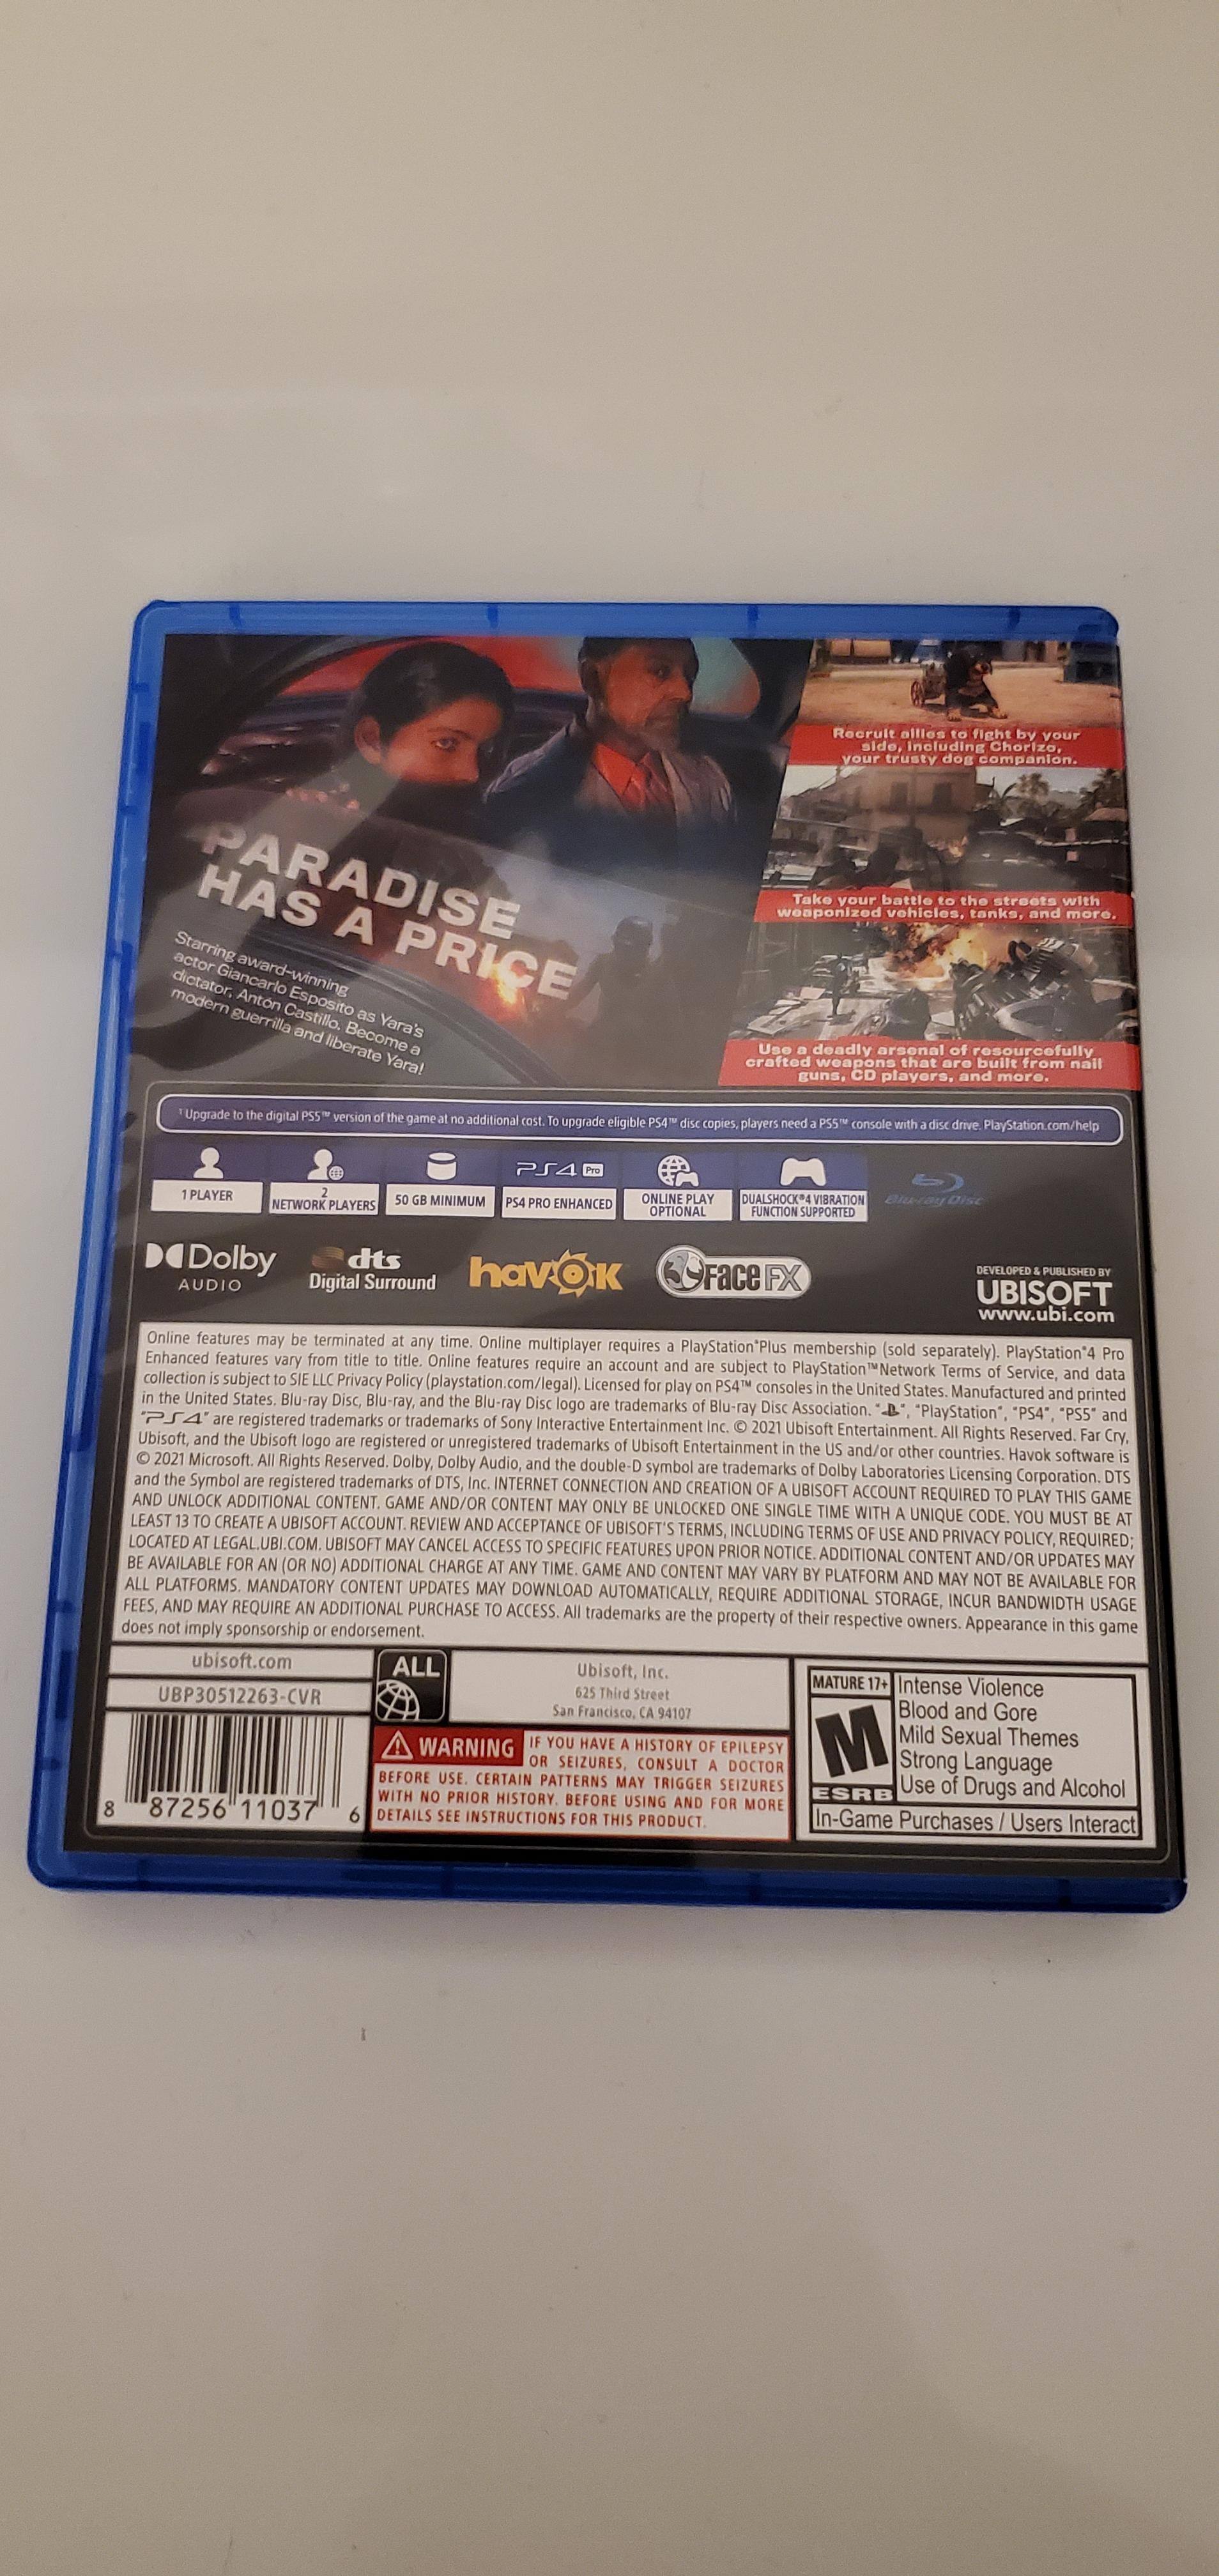 PARADISE
HAS A PRICE
Starring award-winning
actor Giancarlo Esposito as Yara's
dictator, Antón Castillo. Become a
modern guerrilla and liberate Yara!
Recruit allies to fight by your
side, including Chorizo,
your trusty dog companion.
Take your battle to the streets with
weaponized vehicles, tanks, and more.
Use a deadly arsenal of resourcefully
crafted weapons that are built from nail
guns, CD players, and more.
¹ Upgrade to the digital PS5™ version of the game at no additional cost. To upgrade eligible PS4™ disc copies, players need a PS5™ console with a disc drive. PlayStation.com/help
PS4 Pro
1 PLAYER
2
NETWORK PLAYERS
50 GB MINIMUM
PS4 PRO ENHANCED
ONLINE PLAY
OPTIONAL
DUALSHOCK®4 VIBRATION
FUNCTION SUPPORTED
Blu-ray Disc
Dolby
AUDIO
dts
Digital Surround
havok
FaceFX
DEVELOPED & PUBLISHED BY
UBISOFT
www.ubi.com
Online features may be terminated at any time. Online multiplayer requires a PlayStation®Plus membership (sold separately). PlayStation®4 Pro
Enhanced features vary from title to title. Online features require an account and are subject to PlayStation™Network Terms of Service, and data
collection is subject to SIE LLC Privacy Policy (playstation.com/legal). Licensed for play on PS4™ consoles in the United States. Manufactured and printed
in the United States. Blu-ray Disc, Blu-ray, and the Blu-ray Disc logo are trademarks of Blu-ray Disc Association. "", "PlayStation", "PS4", "PS5" and
"PS4" are registered trademarks or trademarks of Sony Interactive Entertainment Inc. © 2021 Ubisoft Entertainment. All Rights Reserved. Far Cry,
Ubisoft, and the Ubisoft logo are registered or unregistered trademarks of Ubisoft Entertainment in the US and/or other countries. Havok software is
© 2021 Microsoft. All Rights Reserved. Dolby, Dolby Audio, and the double-D symbol are trademarks of Dolby Laboratories Licensing Corporation. DTS
and the Symbol are registered trademarks of DTS, Inc. INTERNET CONNECTION AND CREATION OF A UBISOFT ACCOUNT REQUIRED TO PLAY THIS GAME
AND UNLOCK ADDITIONAL CONTENT. GAME AND/OR CONTENT MAY ONLY BE UNLOCKED ONE SINGLE TIME WITH A UNIQUE CODE. YOU MUST BE AT
LEAST 13 TO CREATE A UBISOFT ACCOUNT. REVIEW AND ACCEPTANCE OF UBISOFT'S TERMS, INCLUDING TERMS OF USE AND PRIVACY POLICY, REQUIRED;
LOCATED AT LEGAL.UBI.COM. UBISOFT MAY CANCEL ACCESS TO SPECIFIC FEATURES UPON PRIOR NOTICE. ADDITIONAL CONTENT AND/OR UPDATES MAY
BE AVAILABLE FOR AN (OR NO) ADDITIONAL CHARGE AT ANY TIME. GAME AND CONTENT MAY VARY BY PLATFORM AND MAY NOT BE AVAILABLE FOR
ALL PLATFORMS. MANDATORY CONTENT UPDATES MAY DOWNLOAD AUTOMATICALLY, REQUIRE ADDITIONAL STORAGE, INCUR BANDWIDTH USAGE
FEES, AND MAY REQUIRE AN ADDITIONAL PURCHASE TO ACCESS. All trademarks are the property of their respective owners. Appearance in this game
does not imply sponsorship or endorsement.
ubisoft.com
UBP30512263-CVR
8 87256 11037 6
ALL
Ubisoft, Inc.
625 Third Street
San Francisco, CA 94107
WARNING IF YOU HAVE A HISTORY OF EPILEPSY
OR SEIZURES, CONSULT A DOCTOR
BEFORE USE. CERTAIN PATTERNS MAY TRIGGER SEIZURES
WITH NO PRIOR HISTORY. BEFORE USING AND FOR MORE
DETAILS SEE INSTRUCTIONS FOR THIS PRODUCT.
MATURE 17+
M
ESRB
Intense Violence
Blood and Gore
Mild Sexual Themes
Strong Language
Use of Drugs and Alcohol
In-Game Purchases / Users Interact